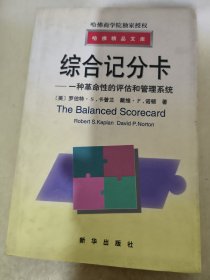 哈佛商学院独家授权
哈佛精品文库
综合记分卡
——一种革命性的评估和管理系统
(美) 罗伯特·S·卡普兰 戴维·P·诺顿 著
The Balanced Scorecard
Robert S.Kaplan David P.Norton
新华出版社